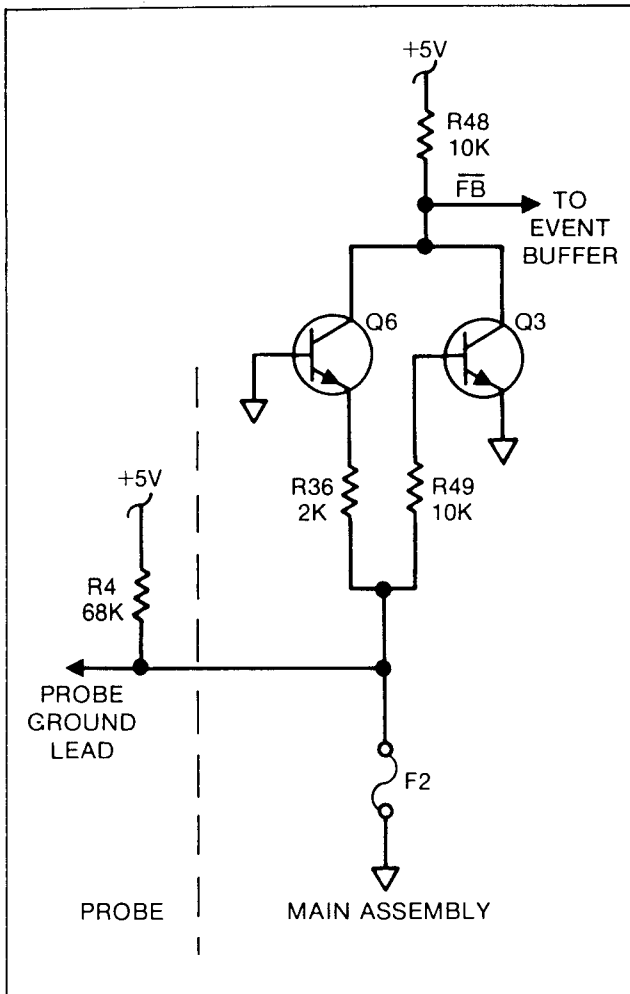 +5V
R48
10K
F̅B̅
TO
EVENT
BUFFER
Q6
Q3
+5V
R36
2K
R49
10K
R4
68K
PROBE
GROUND
LEAD
F2
PROBE
MAIN ASSEMBLY